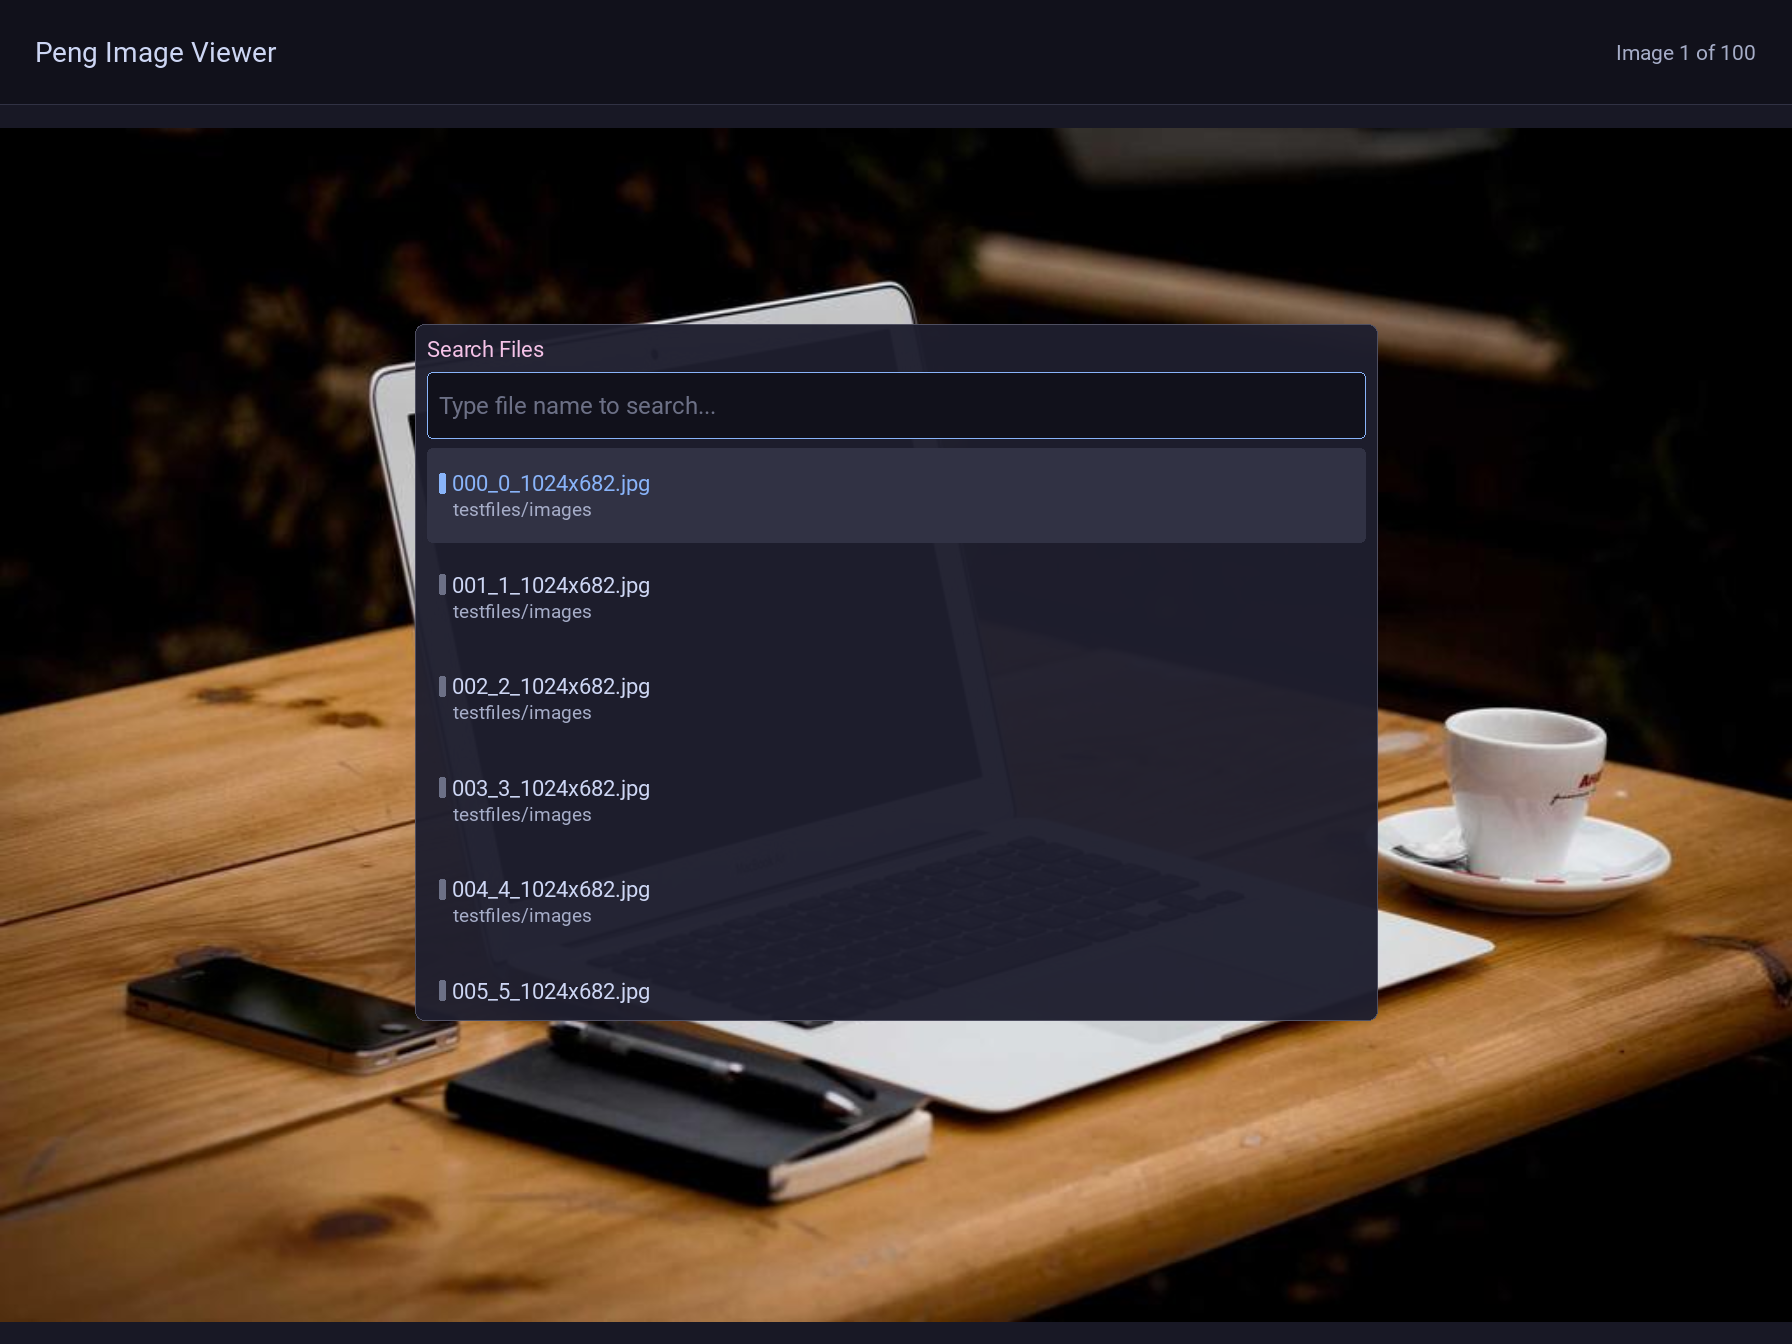 Peng Image Viewer
Image 1 of 100
Search Files
Type file name to search...
000_0_1024x682.jpg
testfiles/images
001_1_1024x682.jpg
testfiles/images
002_2_1024x682.jpg
testfiles/images
003_3_1024x682.jpg
testfiles/images
004_4_1024x682.jpg
testfiles/images
005_5_1024x682.jpg